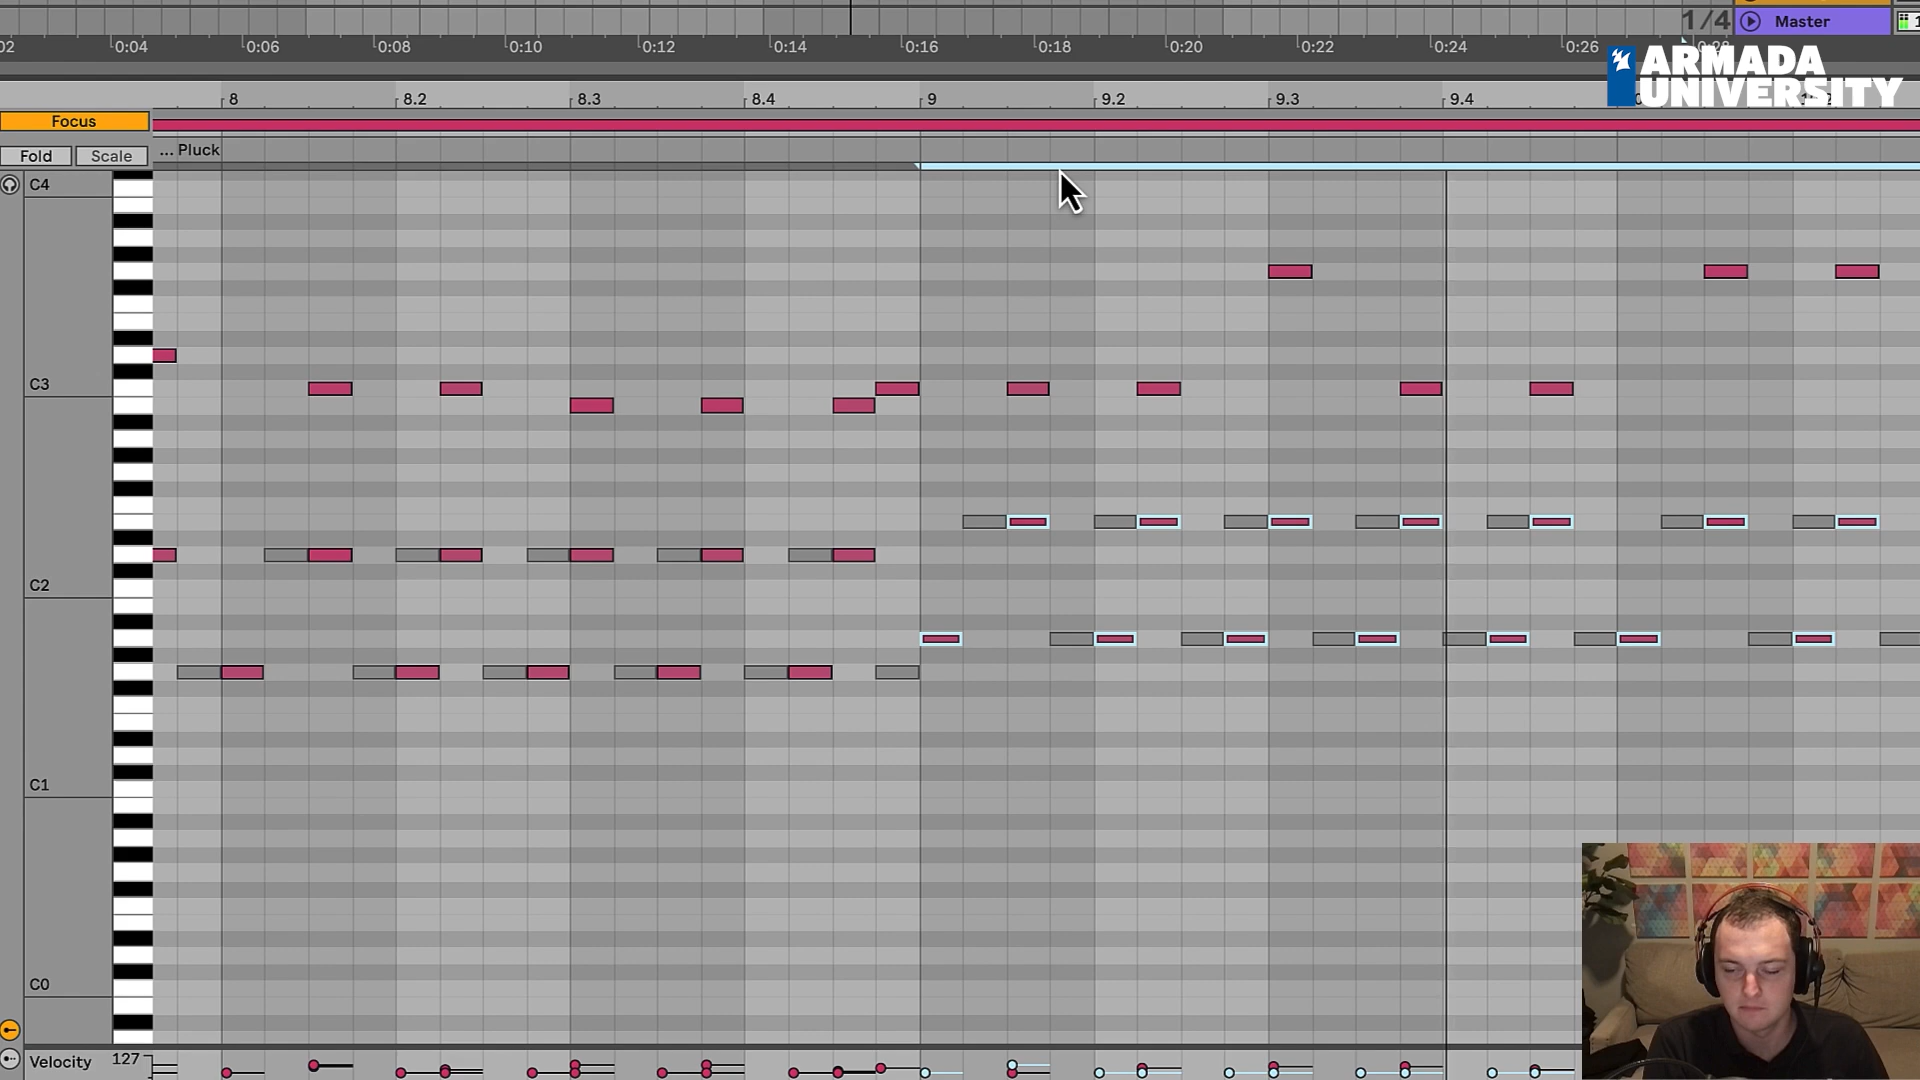 1/4
Master
02
0:04
0:06
0:08
0:10
0:12
0:14
0:16
0:18
0:20
0:22
0:24
0:26
ARMADA
UNIVERSITY
8
8.2
8.3
8.4
9
9.2
9.3
9.4
Focus
Fold
Scale
... Pluck
C4
C3
C2
C1
C0
Velocity
127